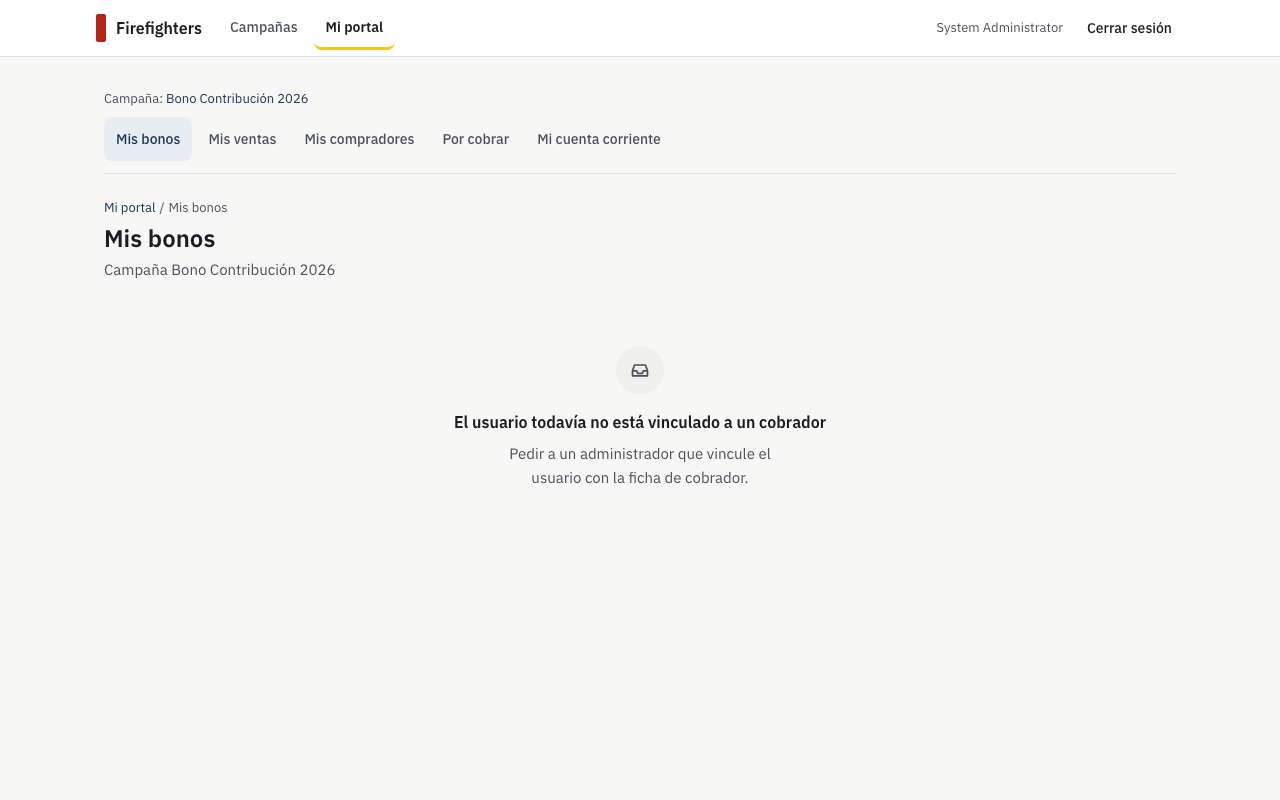 Firefighters Campañas Mi portal System Administrator Cerrar sesión
Campaña: Bono Contribución 2026
Mis bonos Mis ventas Mis compradores Por cobrar Mi cuenta corriente
Mi portal / Mis bonos
Mis bonos
Campaña Bono Contribución 2026
El usuario todavía no está vinculado a un cobrador
Pedir a un administrador que vincule el
usuario con la ficha de cobrador.